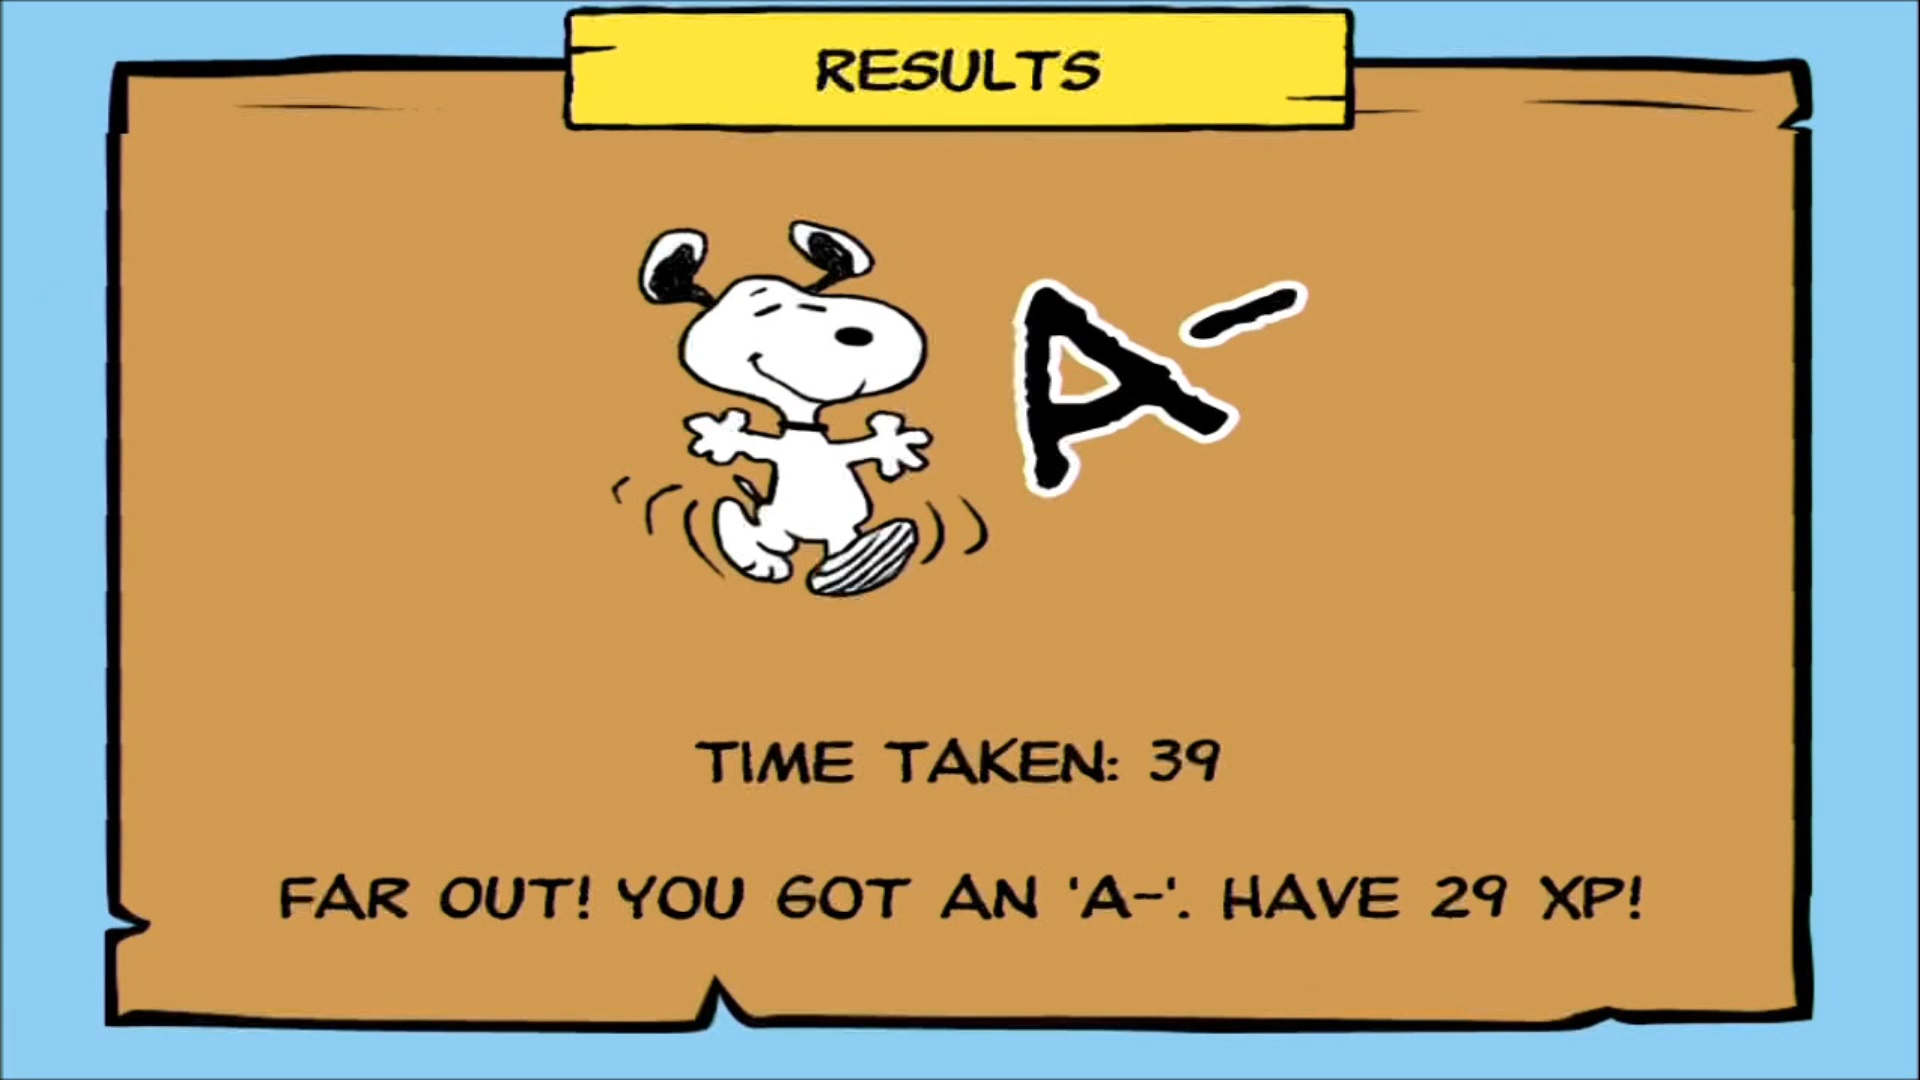 RESULTS
A-
TIME TAKEN: 39
FAR OUT! YOU GOT AN 'A-'. HAVE 29 XP!